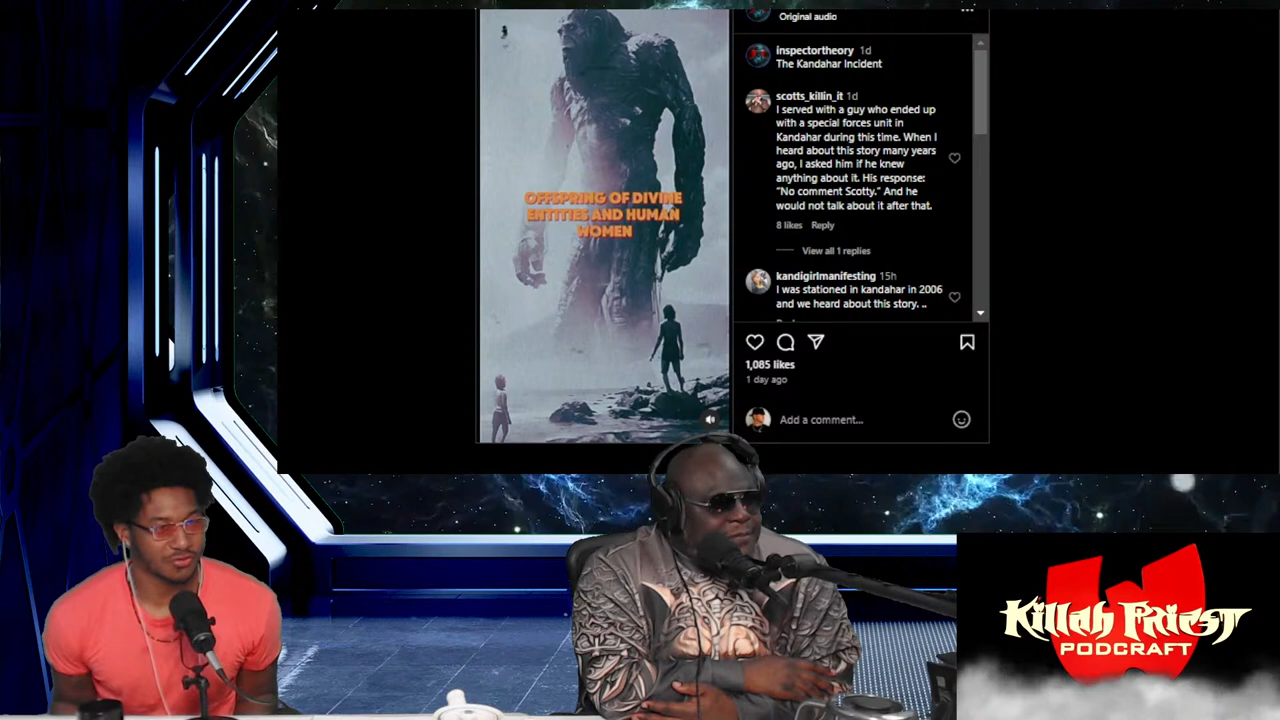 Original audio
inspectortheory 1d
The Kandahar Incident
scotts_killin_it 1d
I served with a guy who ended up
with a special forces unit in
Kandahar during this time. When I
heard about this story many years
ago, I asked him if he knew
anything about it. His response:
"No comment Scotty." And he
would not talk about it after that.
8 likes Reply
View all 1 replies
kandigirlmanifesting 15h
I was stationed in kandahar in 2006
and we heard about this story. ..
1,085 likes
1 day ago
Add a comment...
OFFSPRING OF DIVINE
ENTITIES AND HUMAN
WOMEN
Killah Priest
PODCRAFT